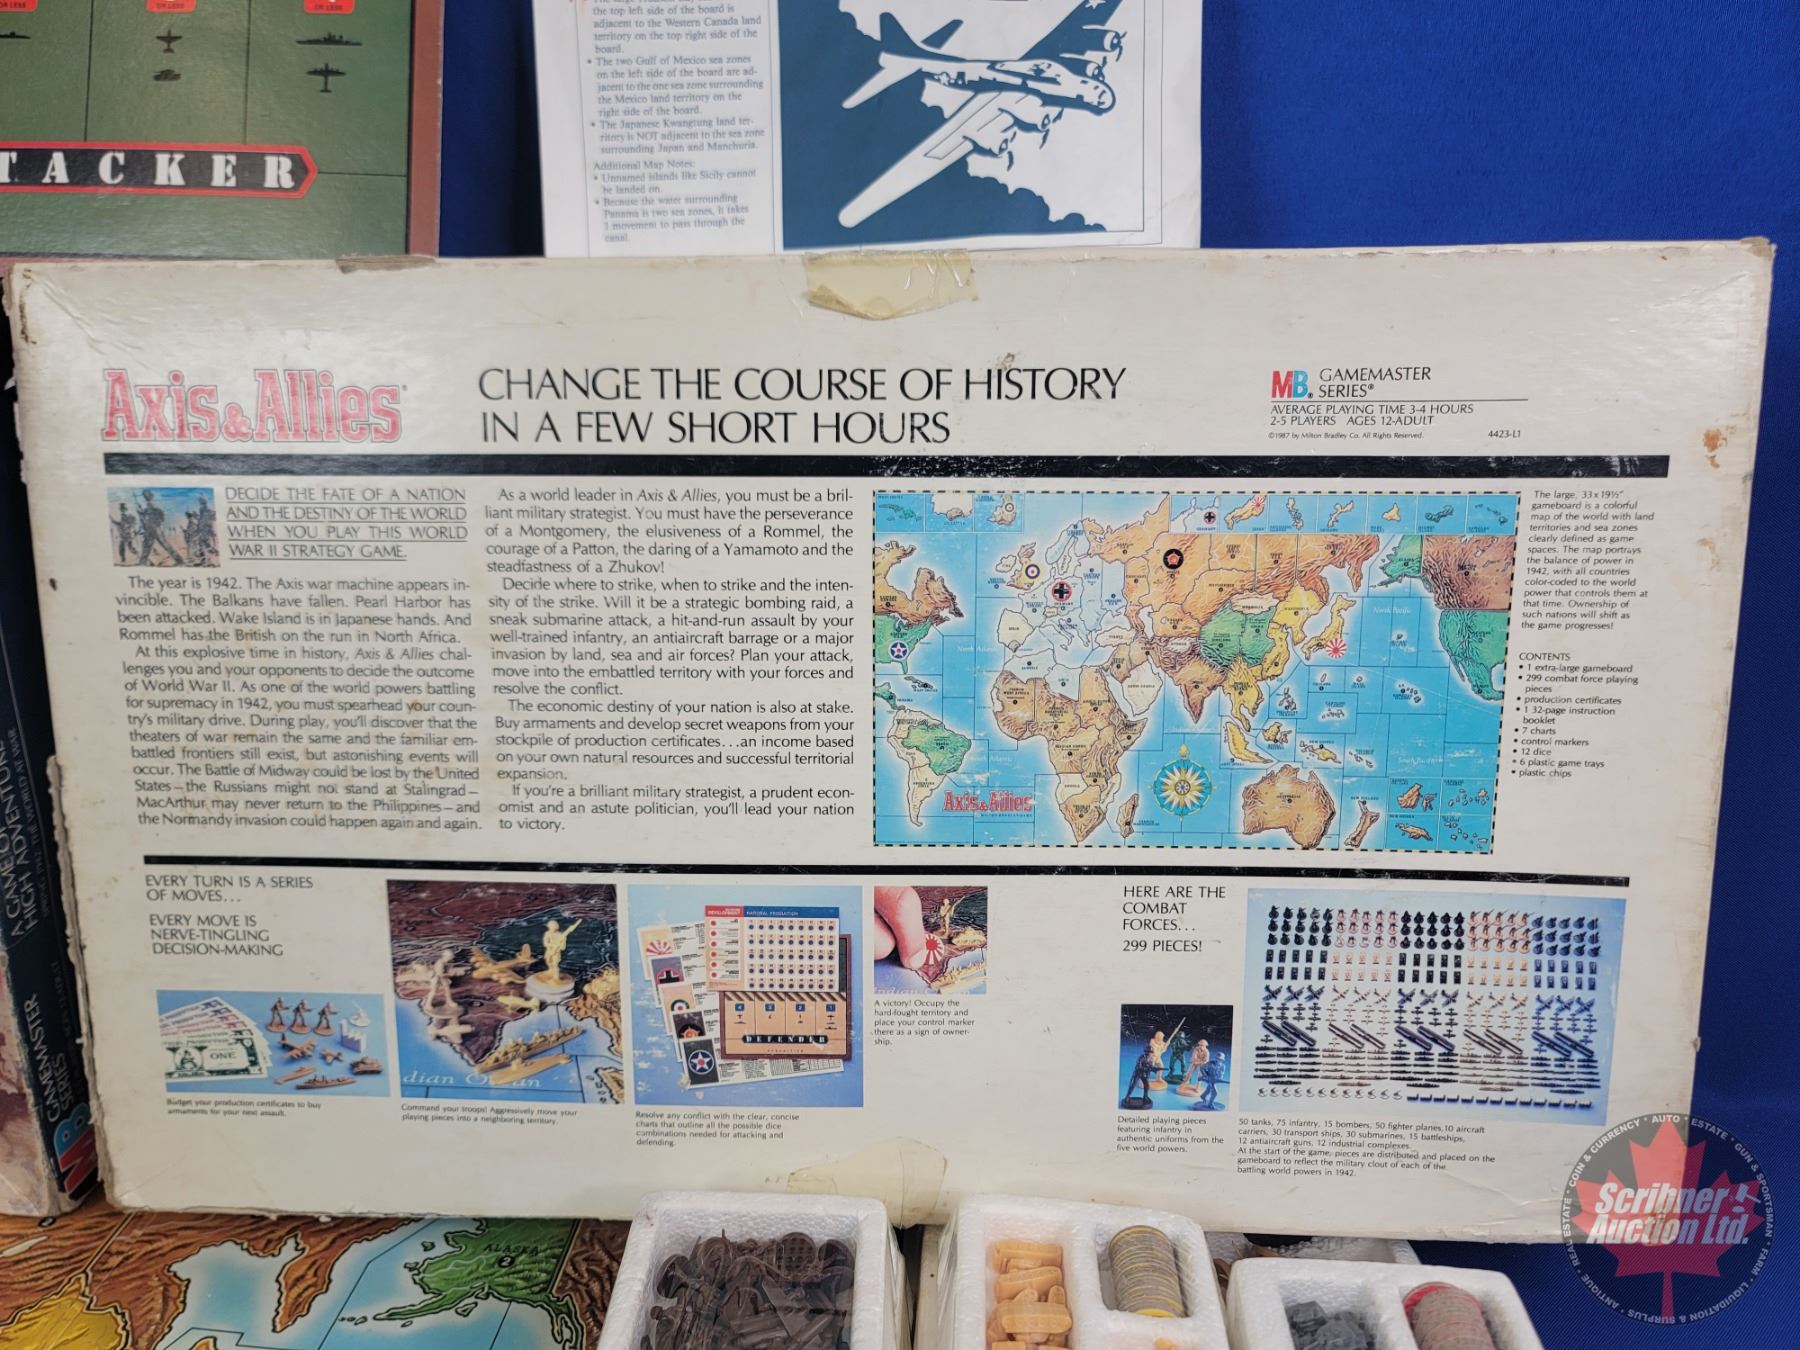 OR LESS
OR LESS
OR LESS
TACKER
the top left side of the board is
adjacent to the Western Canada land
territory on the top right side of the
board.
• The two Gulf of Mexico sea zones
on the left side of the board are ad-
jacent to the one sea zone surrounding
the Mexico land territory on the
right side of the board.
• The Japanese Kwangtung land ter-
ritory is NOT adjacent to the sea zone
surrounding Japan and Manchuria.
Additional Map Notes:
• Unnamed islands like Sicily cannot
be landed on.
• Because the water surrounding
Panama is two sea zones, it takes
1 movement to pass through the
canal.
Axis & Allies
CHANGE THE COURSE OF HISTORY
IN A FEW SHORT HOURS
MB. GAMEMASTER
SERIES®
AVERAGE PLAYING TIME 3-4 HOURS
2-5 PLAYERS AGES 12-ADULT
©1987 by Milton Bradley Co. All Rights Reserved.
4423-L1
DECIDE THE FATE OF A NATION
AND THE DESTINY OF THE WORLD
WHEN YOU PLAY THIS WORLD
WAR II STRATEGY GAME.
The year is 1942. The Axis war machine appears in-
vincible. The Balkans have fallen. Pearl Harbor has
been attacked. Wake Island is in Japanese hands. And
Rommel has the British on the run in North Africa.
At this explosive time in history, Axis & Allies chal-
lenges you and your opponents to decide the outcome
of World War II. As one of the world powers battling
for supremacy in 1942, you must spearhead your coun-
try's military drive. During play, you'll discover that the
theaters of war remain the same and the familiar em-
battled frontiers still exist, but astonishing events will
occur. The Battle of Midway could be lost by the United
States—the Russians might not stand at Stalingrad—
MacArthur may never return to the Philippines—and
the Normandy invasion could happen again and again.
As a world leader in Axis & Allies, you must be a bril-
liant military strategist. You must have the perseverance
of a Montgomery, the elusiveness of a Rommel, the
courage of a Patton, the daring of a Yamamoto and the
steadfastness of a Zhukov!
Decide where to strike, when to strike and the inten-
sity of the strike. Will it be a strategic bombing raid, a
sneak submarine attack, a hit-and-run assault by your
well-trained infantry, an antiaircraft barrage or a major
invasion by land, sea and air forces? Plan your attack,
move into the embattled territory with your forces and
resolve the conflict.
The economic destiny of your nation is also at stake.
Buy armaments and develop secret weapons from your
stockpile of production certificates...an income based
on your own natural resources and successful territorial
expansion.
If you're a brilliant military strategist, a prudent econ-
omist and an astute politician, you'll lead your nation
to victory.
North Pacific
Axis & Allies
The large, 33 x 19½"
gameboard is a colorful
map of the world with land
territories and sea zones
clearly defined as game
spaces. The map portrays
the balance of power in
1942, with all countries
color-coded to the world
power that controls them at
that time. Ownership of
such nations will shift as
the game progresses!
CONTENTS
• 1 extra-large gameboard
• 299 combat force playing
pieces
• production certificates
• 1 32-page instruction
booklet
• 7 charts
• control markers
• 12 dice
• 6 plastic game trays
• plastic chips
EVERY TURN IS A SERIES
OF MOVES...
EVERY MOVE IS
NERVE-TINGLING
DECISION-MAKING
ONE
Budget your production certificates to buy
armaments for your next assault.
dian Ocean
Command your troops! Aggressively move your
playing pieces into a neighboring territory.
NATIONAL PRODUCTION
DEFENDER
Resolve any conflict with the clear, concise
charts that outline all the possible dice
combinations needed for attacking and
defending.
A victory! Occupy the
hard-fought territory and
place your control marker
there as a sign of owner-
ship.
HERE ARE THE
COMBAT
FORCES...
299 PIECES!
Detailed playing pieces
featuring infantry in
authentic uniforms from the
five world powers.
50 tanks, 75 infantry, 15 bombers, 50 fighter planes, 10 aircraft
carriers, 30 transport ships, 30 submarines, 15 battleships,
12 antiaircraft guns, 12 industrial complexes.
At the start of the game, pieces are distributed and placed on the
gameboard to reflect the military clout of each of the
battling world powers in 1942.
A GAME OF
HIGH ADVENTURE
MB GAMEMASTER
SERIES
ALASKA
2
Scribner
Auction Ltd.
AUTO • ESTATE • GUN & SPORTSMAN • FARM • LIQUIDATION & SURPLUS • ANTIQUE • REAL ESTATE • COIN & CURRENCY